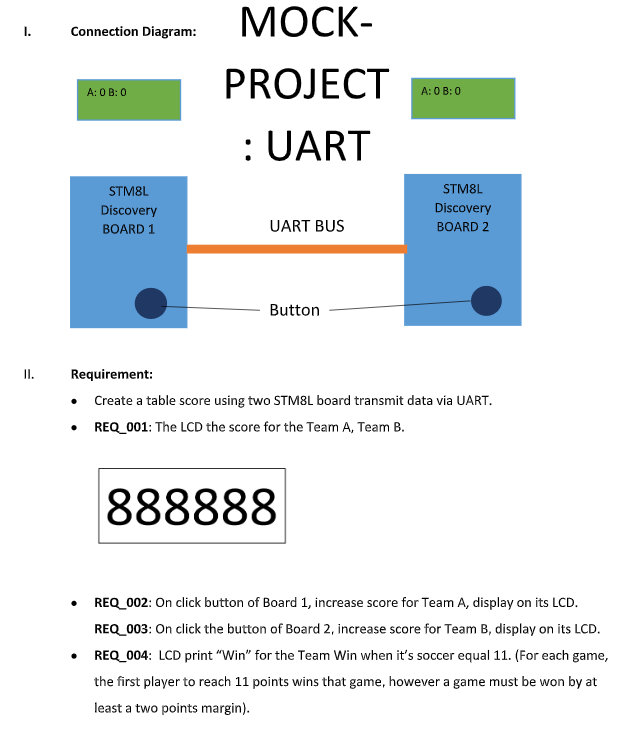 I. Connection Diagram:
MOCK-
PROJECT
: UART
A: 0 B: 0
A: 0 B: 0
STM8L
Discovery
BOARD 1
STM8L
Discovery
BOARD 2
UART BUS
Button
II. Requirement:
• Create a table score using two STM8L board transmit data via UART.
• REQ_001: The LCD the score for the Team A, Team B.
888888
• REQ_002: On click button of Board 1, increase score for Team A, display on its LCD.
REQ_003: On click the button of Board 2, increase score for Team B, display on its LCD.
• REQ_004: LCD print “Win” for the Team Win when it’s soccer equal 11. (For each game,
the first player to reach 11 points wins that game, however a game must be won by at
least a two points margin).